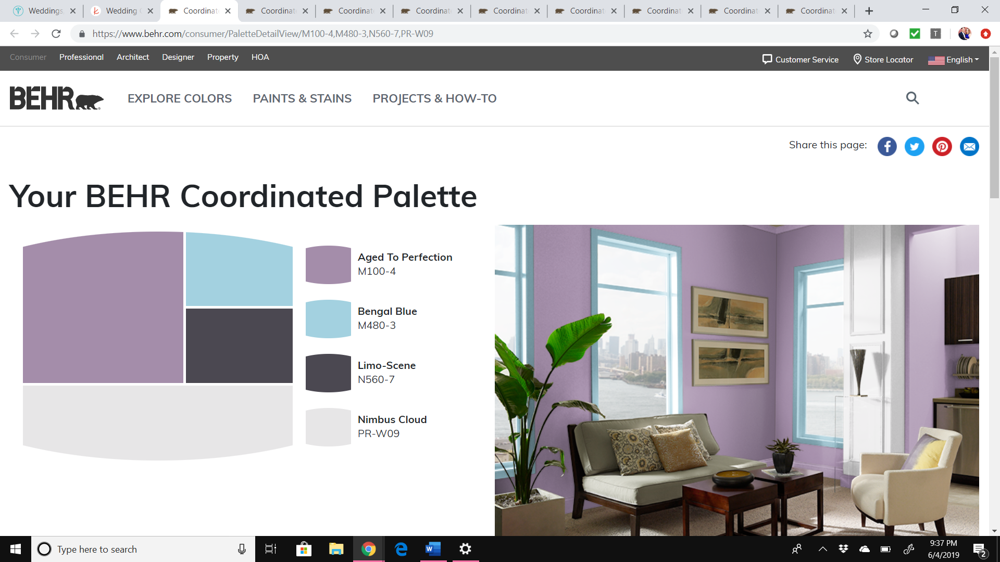 Weddings,
Wedding
Coordinat
Coordinat
Coordinat
Coordinat
Coordinat
Coordinat
Coordinat
Coordinat
Coordinat
https://www.behr.com/consumer/PaletteDetailView/M100-4,M480-3,N560-7,PR-W09
T
Consumer Professional Architect Designer Property HOA
Customer Service Store Locator English
BEHR EXPLORE COLORS PAINTS & STAINS PROJECTS & HOW-TO
Share this page:
Your BEHR Coordinated Palette
Aged To Perfection
M100-4
Bengal Blue
M480-3
Limo-Scene
N560-7
Nimbus Cloud
PR-W09
Type here to search
9:37 PM
6/4/2019
2